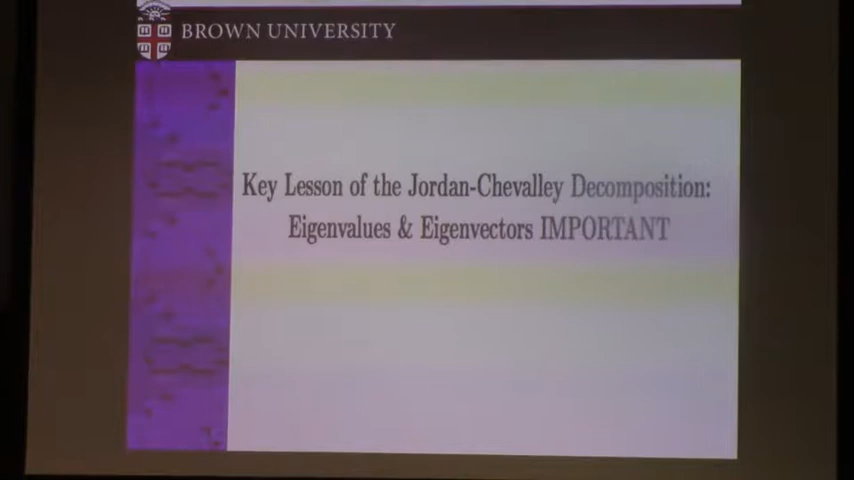 BROWN UNIVERSITY
Key Lesson of the Jordan-Chevalley Decomposition:
Eigenvalues & Eigenvectors IMPORTANT